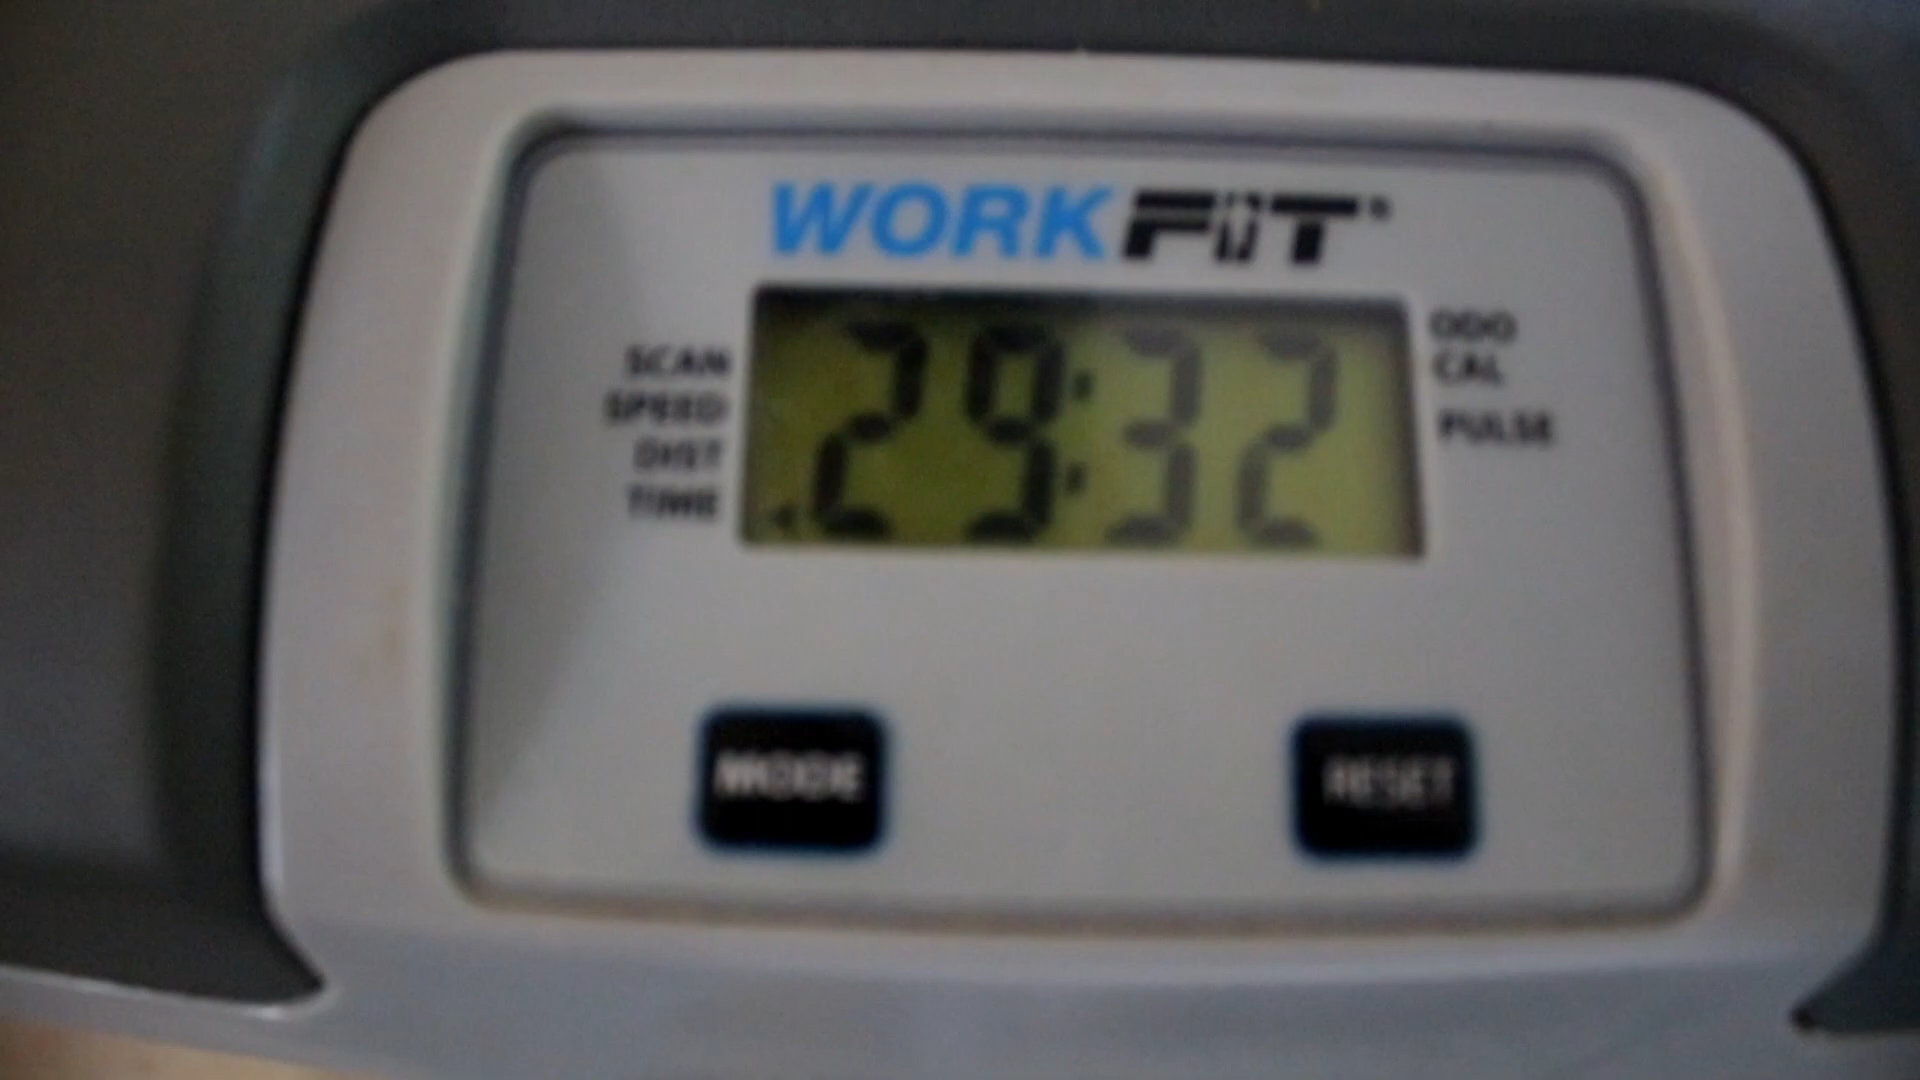 WORKFIT
SCAN
SPEED
DIST
TIME
29:32
ODO
CAL
PULSE
MODE
RESET